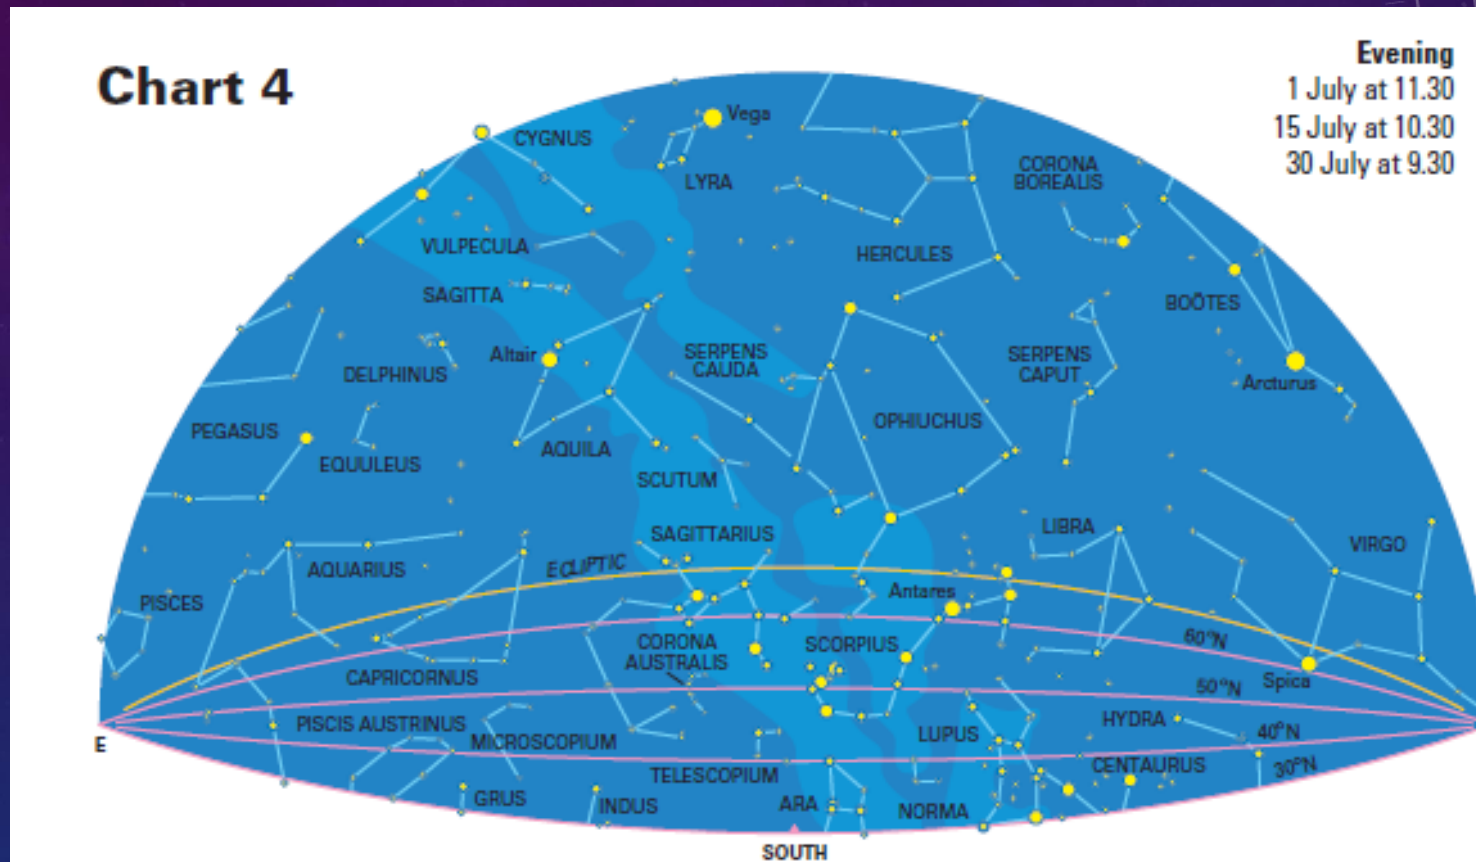 Chart 4
Evening
1 July at 11.30
15 July at 10.30
30 July at 9.30
Vega
CYGNUS
LYRA
CORONA
BOREALIS
VULPECULA
HERCULES
SAGITTA
BOÖTES
Altair
SERPENS
CAUDA
SERPENS
CAPUT
DELPHINUS
Arcturus
PEGASUS
OPHIUCHUS
AQUILA
EQUULEUS
SCUTUM
SAGITTARIUS
LIBRA
VIRGO
ECLIPTIC
AQUARIUS
PISCES
Antares
CORONA
AUSTRALIS
SCORPIUS
60°N
CAPRICORNUS
50°N
Spica
PISCIS AUSTRINUS
HYDRA
MICROSCOPIUM
LUPUS
40°N
E
TELESCOPIUM
CENTAURUS
30°N
GRUS
INDUS
ARA
NORMA
SOUTH